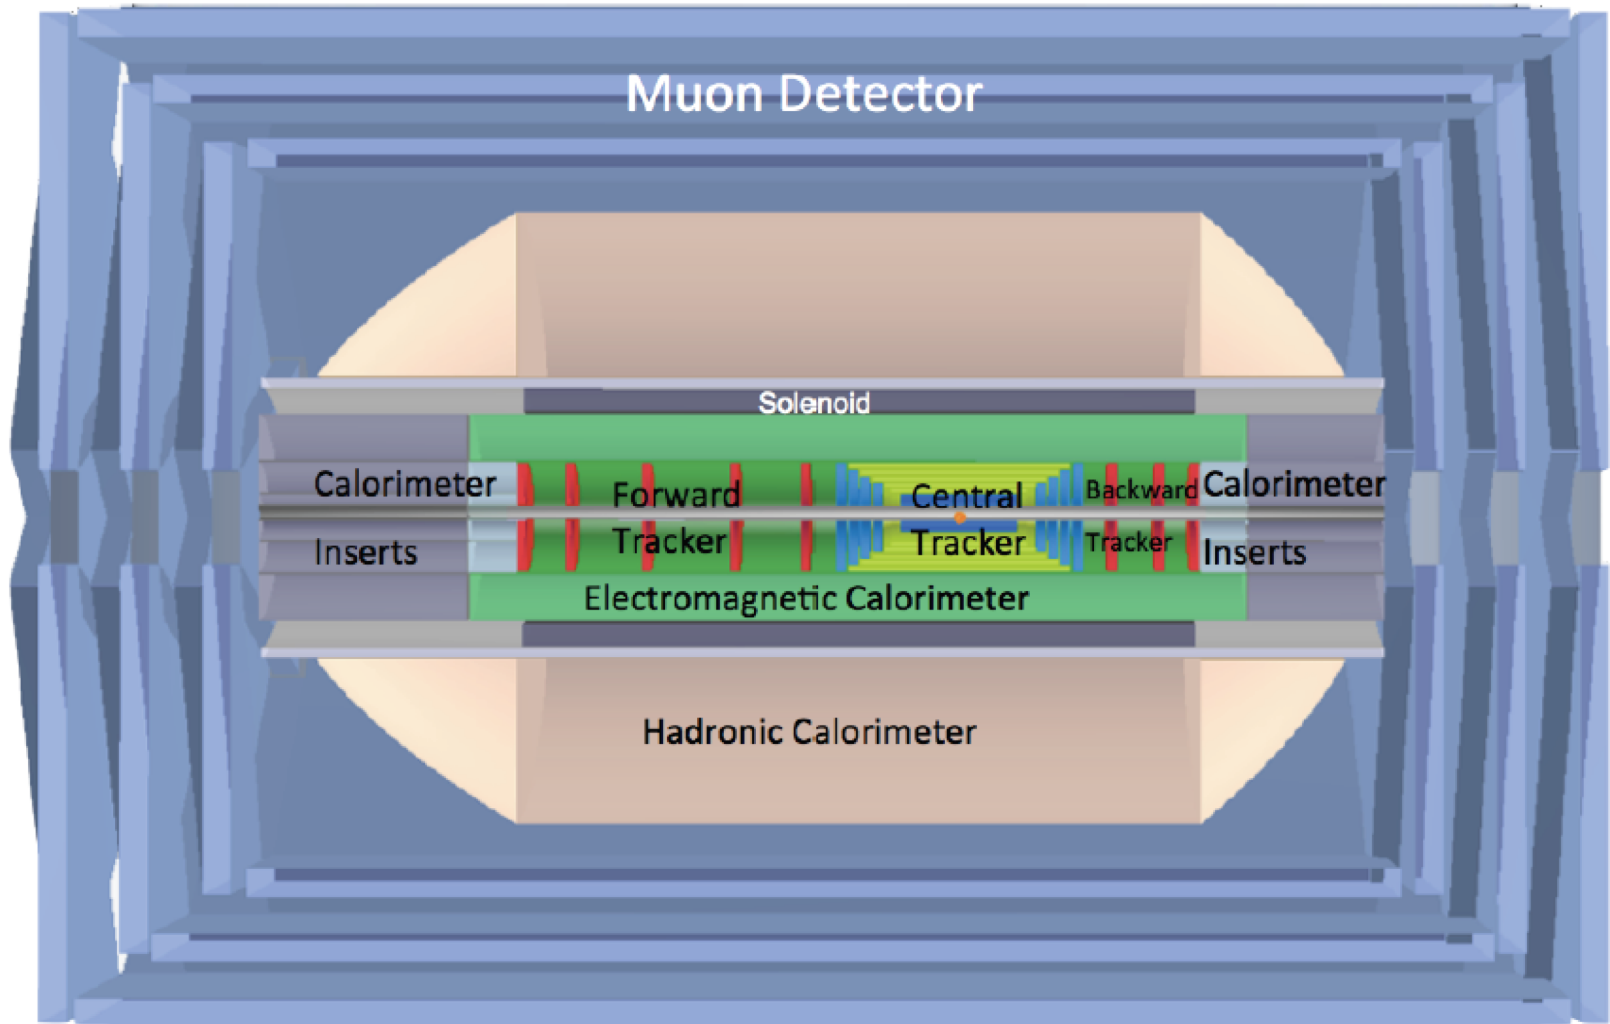 Muon Detector
Solenoid
Calorimeter
Inserts
Forward
Tracker
Central
Tracker
Backward
Tracker
Calorimeter
Inserts
Electromagnetic Calorimeter
Hadronic Calorimeter